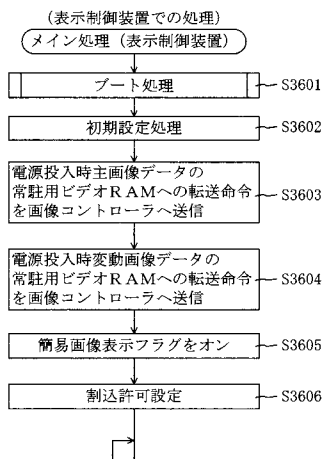 (表示制御装置での処理)
メイン処理(表示制御装置)
ブート処理
S3601
初期設定処理
S3602
電源投入時主画像データの
常駐用ビデオRAMへの転送命令
を画像コントローラへ送信
S3603
電源投入時変動画像データの
常駐用ビデオRAMへの転送命令
を画像コントローラへ送信
S3604
簡易画像表示フラグをオン
S3605
割込許可設定
S3606